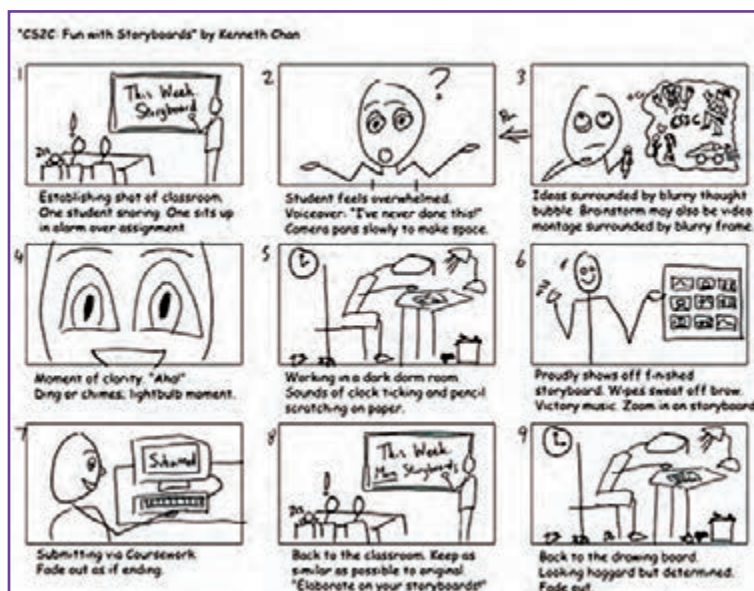 "CS2C: Fun with Storyboards" by Kenneth Chan
1
This Week:
Storyboard
Establishing shot of classroom.
One student snoring. One sits up
in alarm over assignment
2
?
Student feels overwhelmed.
Voiceover: "I've never done this!"
Camera pans slowly to make space.
3
CS2C
Ideas surrounded by blurry thought
bubble. Brainstorm may also be video
montage surrounded by blurry frame.
4
Moment of clarity. "Aha!"
Ding or chimes, lightbulb moment.
5
Working in a dark dorm room.
Sounds of clock ticking and pencil
scratching on paper.
6
Proudly shows off finished
storyboard. Wipes sweat off brow.
Victory music. Zoom in on storyboard
7
Submitting via Coursework
Fade out as if ending.
8
This Week:
More Storyboards
Back to the classroom. Keep as
similar as possible to original
"Elaborate on your storyboards!"
9
Back to the drawing board.
Looking haggard but determined.
Fade out